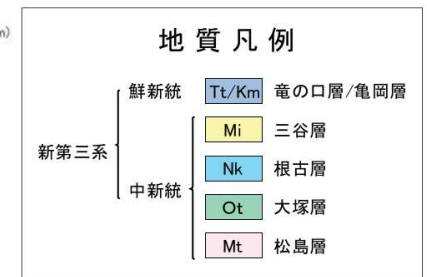 m)
地質凡例
鮮新統 Tt/Km 竜の口層/亀岡層
Mi 三谷層
新第三系
Nk 根古層
中新統
Ot 大塚層
Mt 松島層